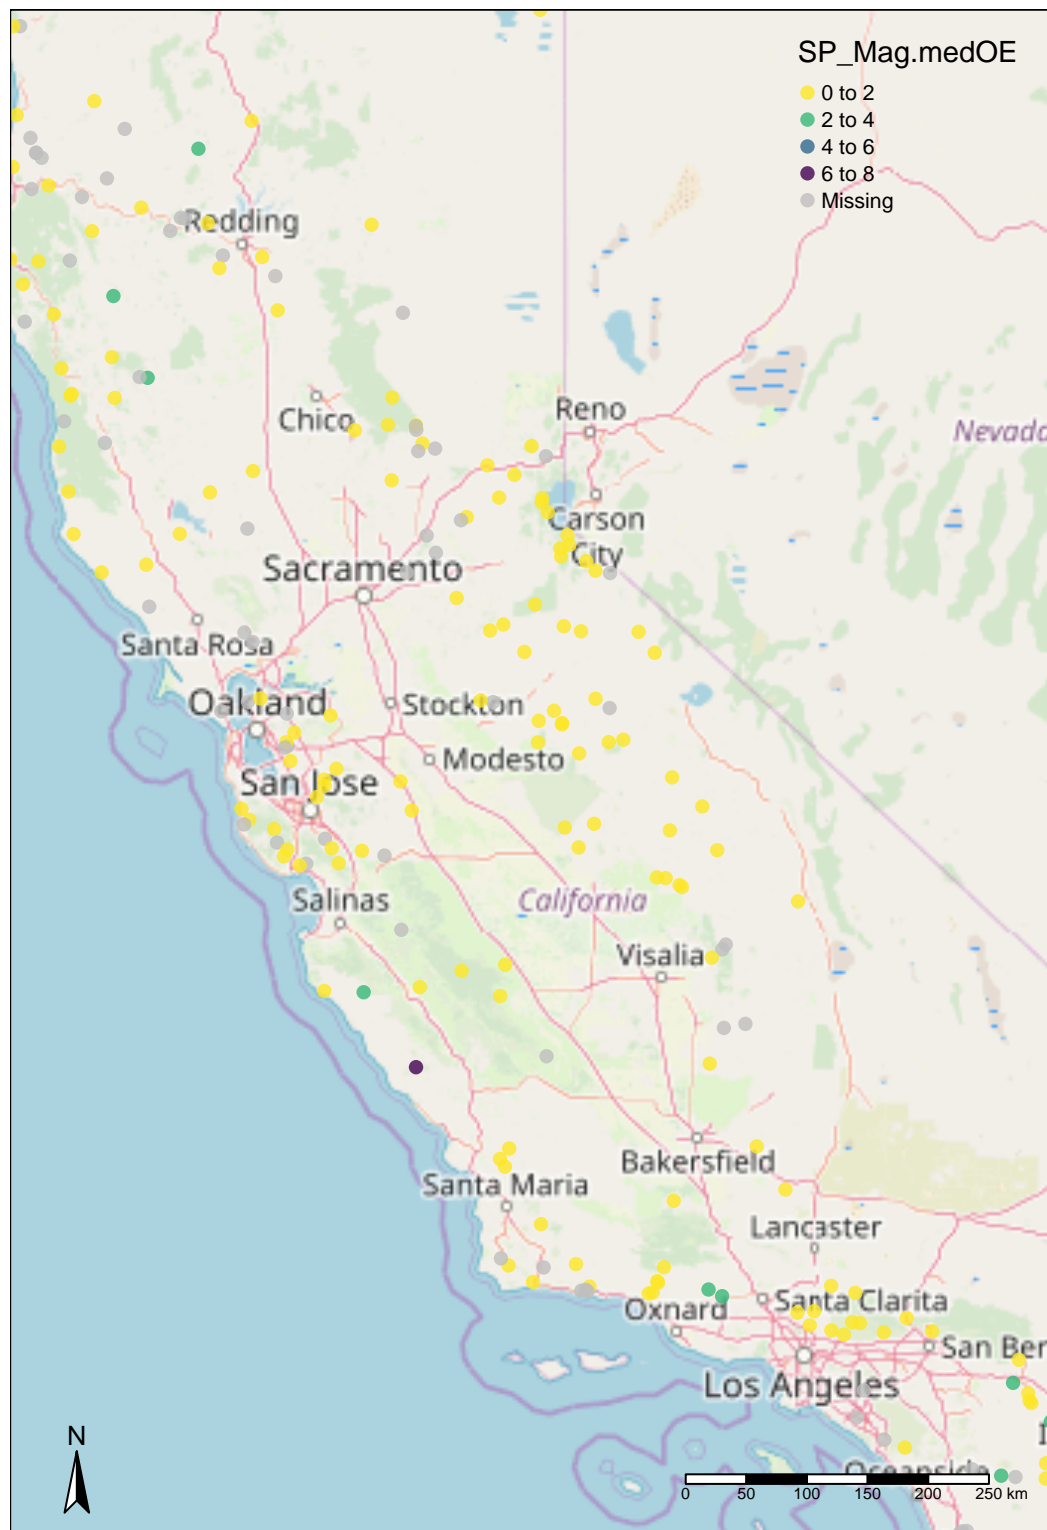 SP_Mag.medOE
0 to 2
2 to 4
4 to 6
6 to 8
Missing
Redding
Chico
Reno
Nevada
Carson
City
Sacramento
Santa Rosa
Oakland
Stockton
Modesto
San Jose
Salinas
California
Visalia
Bakersfield
Santa Maria
Lancaster
Oxnard
Santa Clarita
San Ber
Los Angeles
Oceanside
N
0 50 100 150 200 250 km